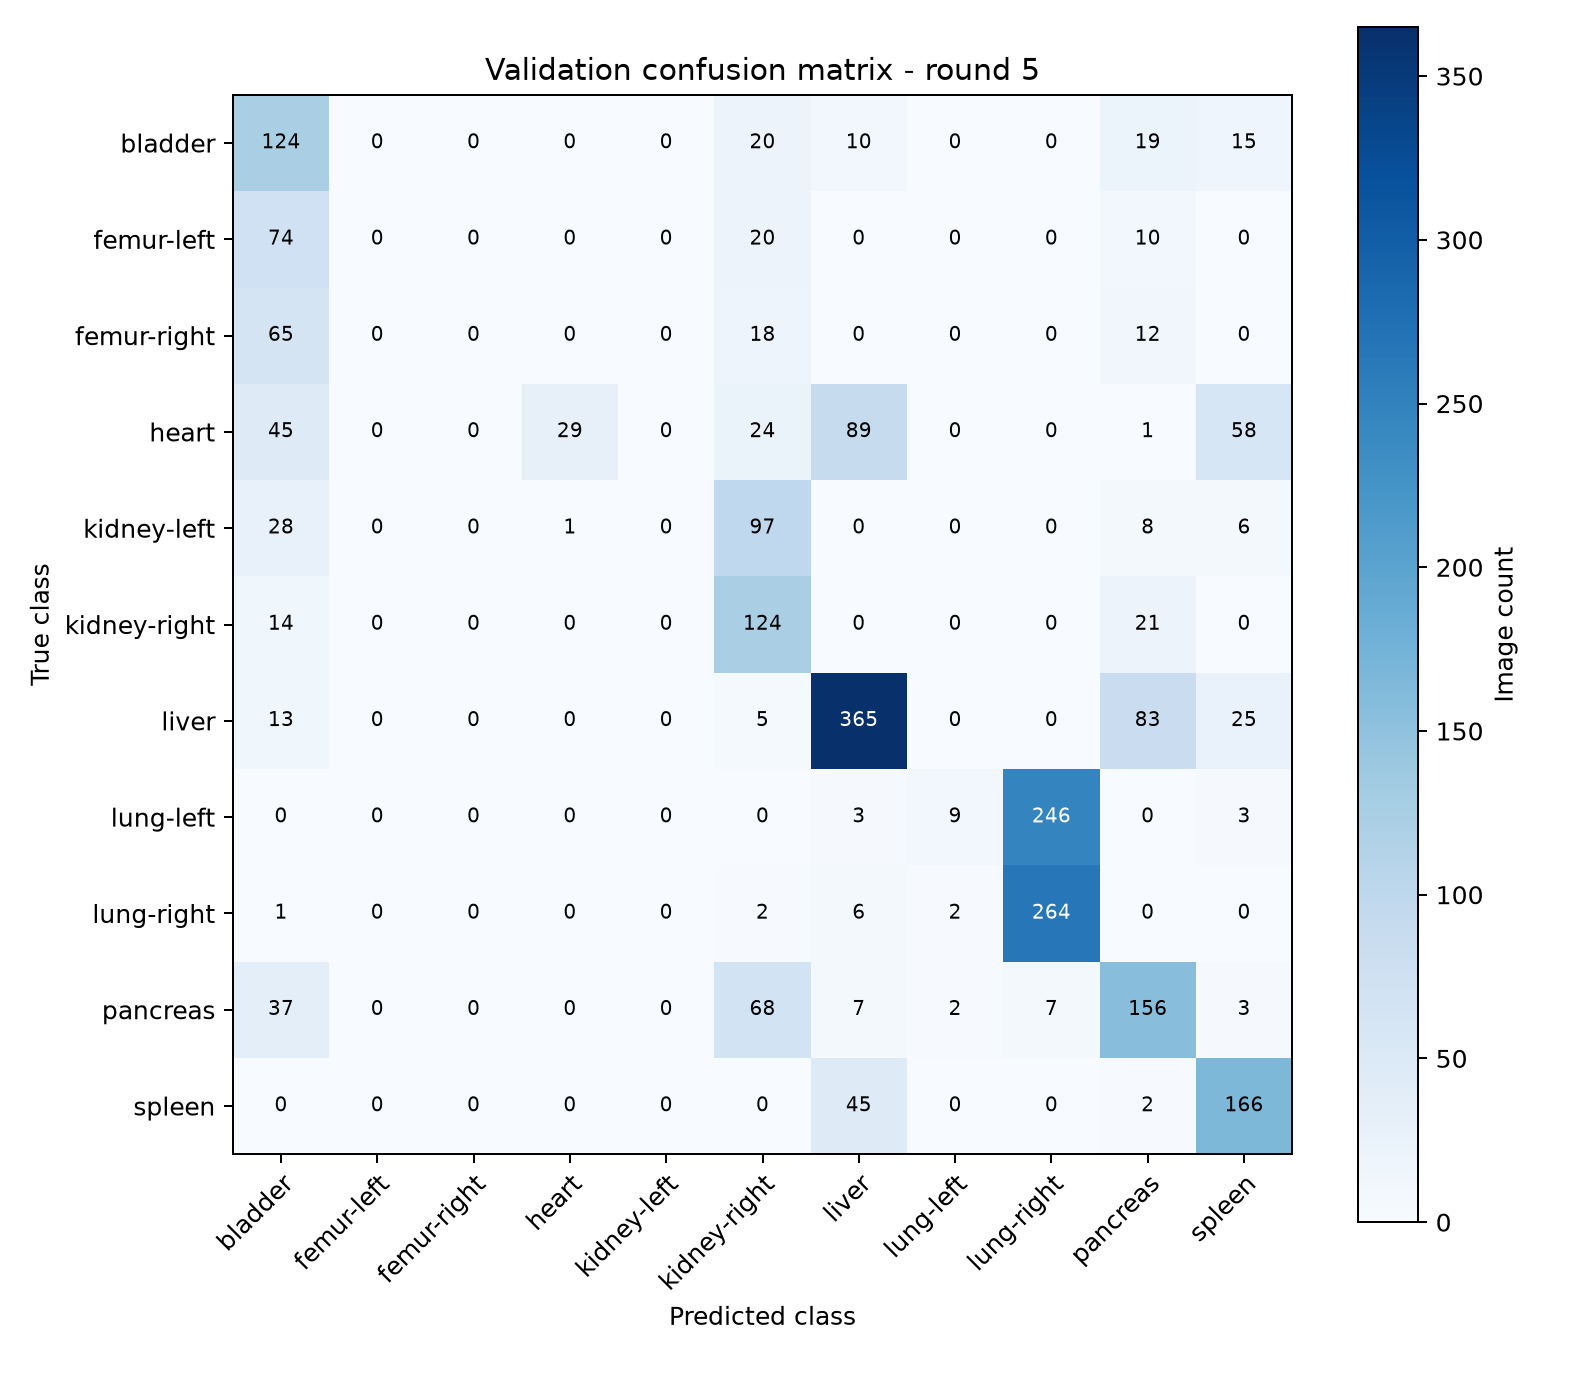 Validation confusion matrix - round 5
350
300
250
200
150
100
50
0
Image count
True class
bladder 124 0 0 0 0 20 10 0 0 19 15
femur-left 74 0 0 0 0 20 0 0 0 10 0
femur-right 65 0 0 0 0 18 0 0 0 12 0
heart 45 0 0 29 0 24 89 0 0 1 58
kidney-left 28 0 0 1 0 97 0 0 0 8 6
kidney-right 14 0 0 0 0 124 0 0 0 21 0
liver 13 0 0 0 0 5 365 0 0 83 25
lung-left 0 0 0 0 0 0 3 9 246 0 3
lung-right 1 0 0 0 0 2 6 2 264 0 0
pancreas 37 0 0 0 0 68 7 2 7 156 3
spleen 0 0 0 0 0 0 45 0 0 2 166
bladder femur-left femur-right heart kidney-left kidney-right liver lung-left lung-right pancreas spleen
Predicted class